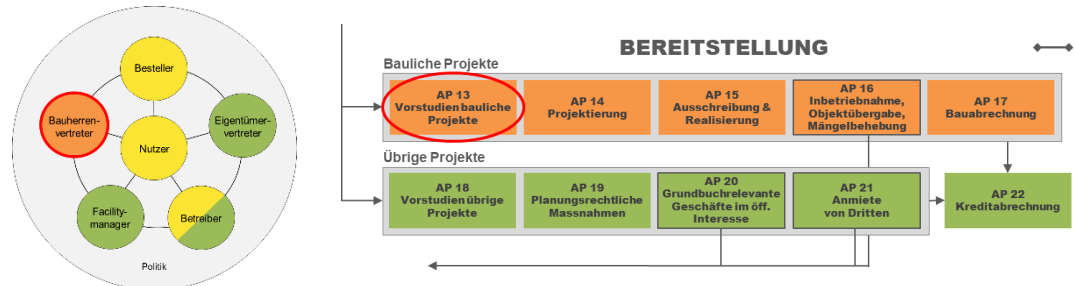 Besteller
Bauherren-
vertreter
Eigentümer-
vertreter
Nutzer
Facility-
manager
Betreiber
Politik
BEREITSTELLUNG
Bauliche Projekte
AP 13
Vorstudien bauliche
Projekte
AP 14
Projektierung
AP 15
Ausschreibung &
Realisierung
AP 16
Inbetriebnahme,
Objektübergabe,
Mängelbehebung
AP 17
Bauabrechnung
Übrige Projekte
AP 18
Vorstudien übrige
Projekte
AP 19
Planungsrechtliche
Massnahmen
AP 20
Grundbuchrelevante
Geschäfte im öff.
Interesse
AP 21
Anmiete
von Dritten
AP 22
Kreditabrechnung